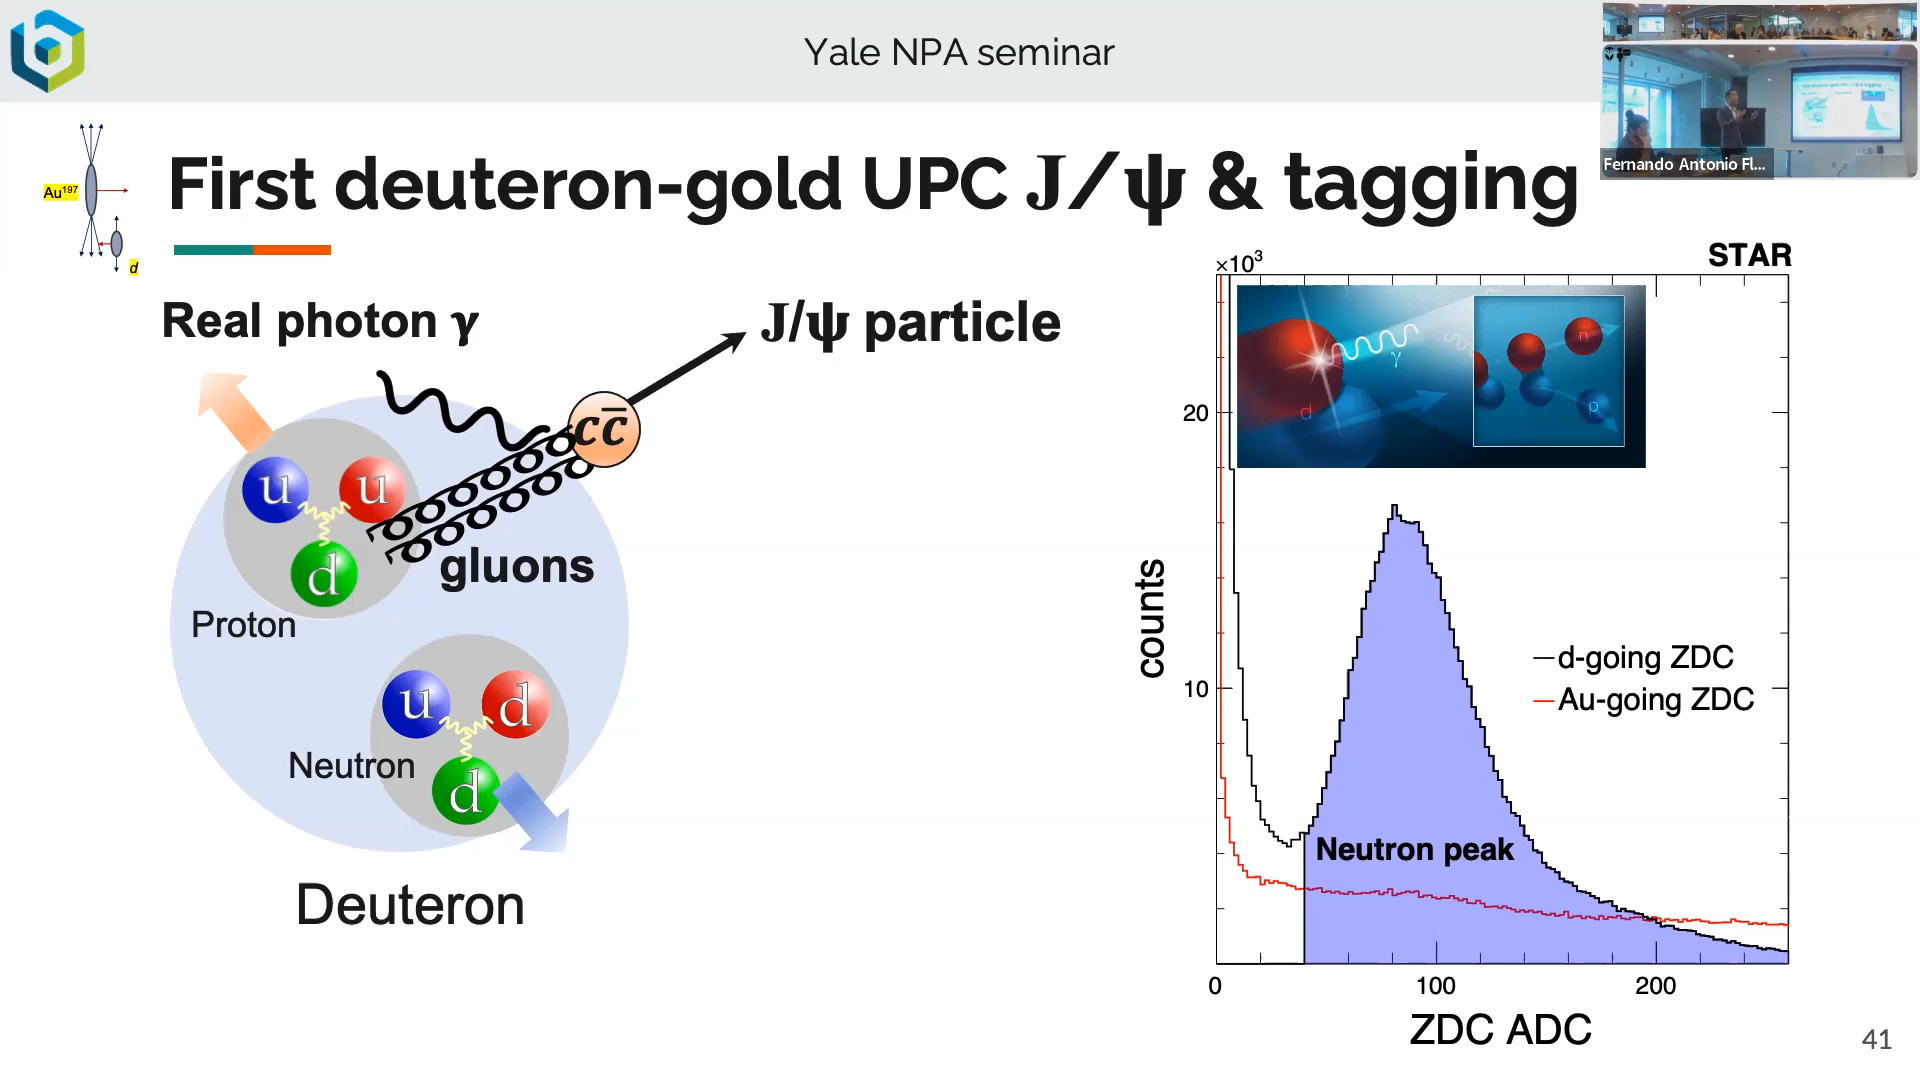 Yale NPA seminar
Fernando Antonio Fl...
First deuteron-gold UPC J/ψ & tagging
Au197
d
Real photon γ
J/ψ particle
cc̄
u
u
d
gluons
Proton
u
d
Neutron
d
Deuteron
×10³
STAR
γ
n
d
p
20
counts
d-going ZDC
10
Au-going ZDC
Neutron peak
0
100
200
ZDC ADC
41